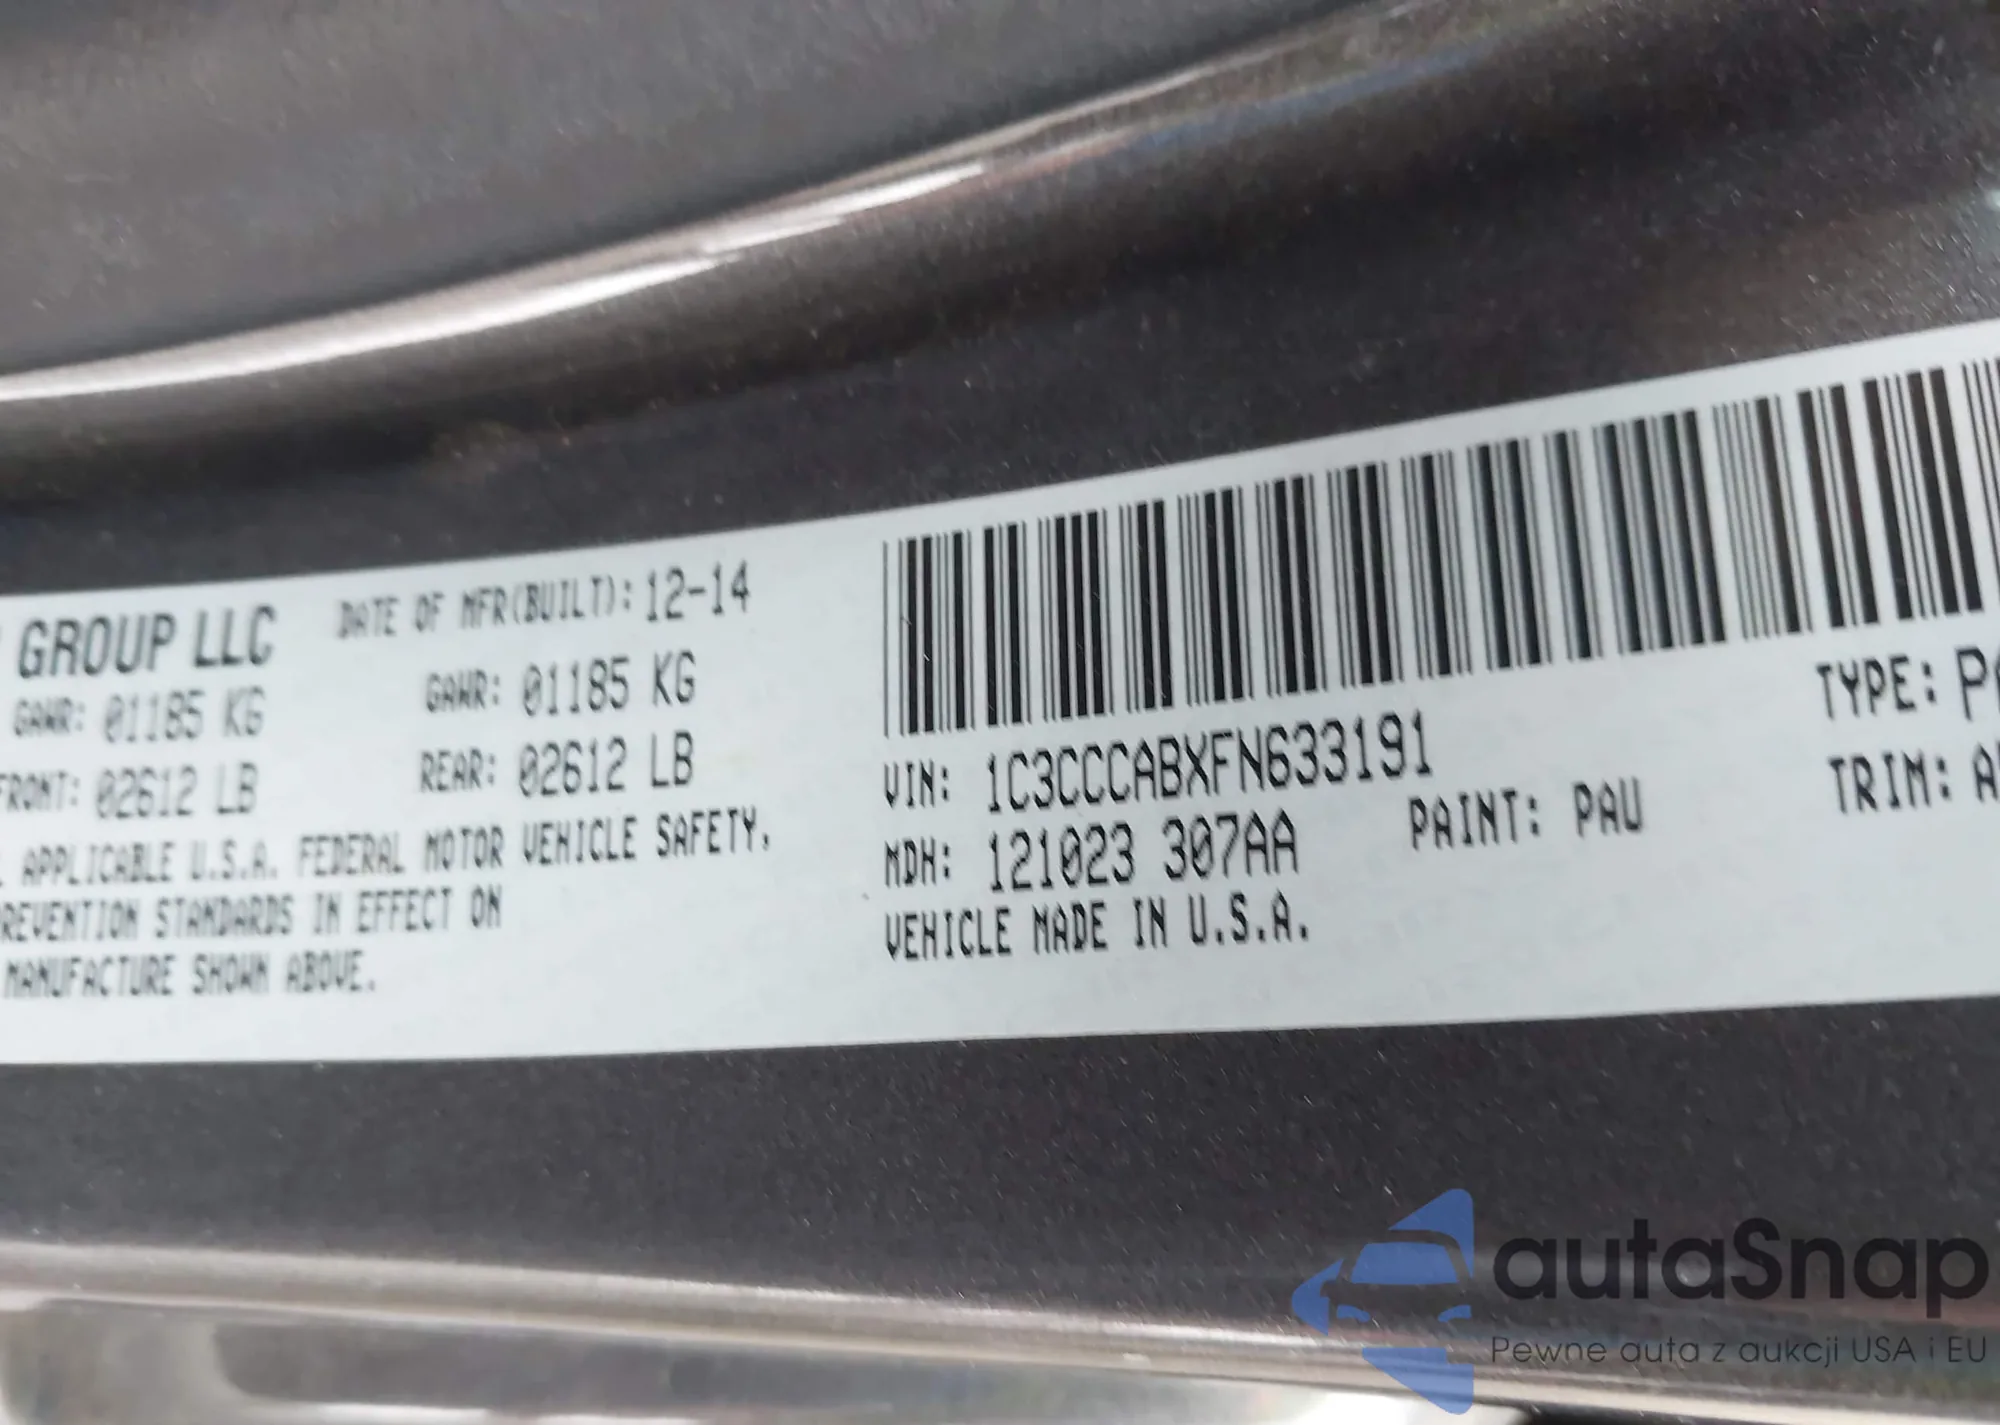 GROUP LLC
DATE OF MFR(BUILT): 12-14
GAWR: 01185 KG
GAWR: 01185 KG
FRONT: 02612 LB
REAR: 02612 LB
APPLICABLE U.S.A. FEDERAL MOTOR VEHICLE SAFETY,
REVENTION STANDARDS IN EFFECT ON
MANUFACTURE SHOWN ABOVE.
VIN: 1C3CCCABXFN633191
MDH: 121023 307AA
PAINT: PAU
VEHICLE MADE IN U.S.A.
TYPE: P
TRIM: A
autaSnap
Pewne auta z aukcji USA i EU